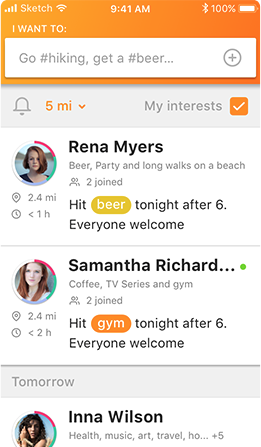 Sketch 9:41 AM 100%
I WANT TO:
Go #hiking, get a #beer...
5 mi My interests
Rena Myers
Beer, Party and long walks on a beach
2 joined
2.4 mi
< 1 h
Hit beer tonight after 6.
Everyone welcome
Samantha Richard...
Coffee, TV Series and gym
2 joined
2.4 mi
< 2 h
Hit gym tonight after 6.
Everyone welcome
Tomorrow
Inna Wilson
Health, music, art, travel, ho... +5